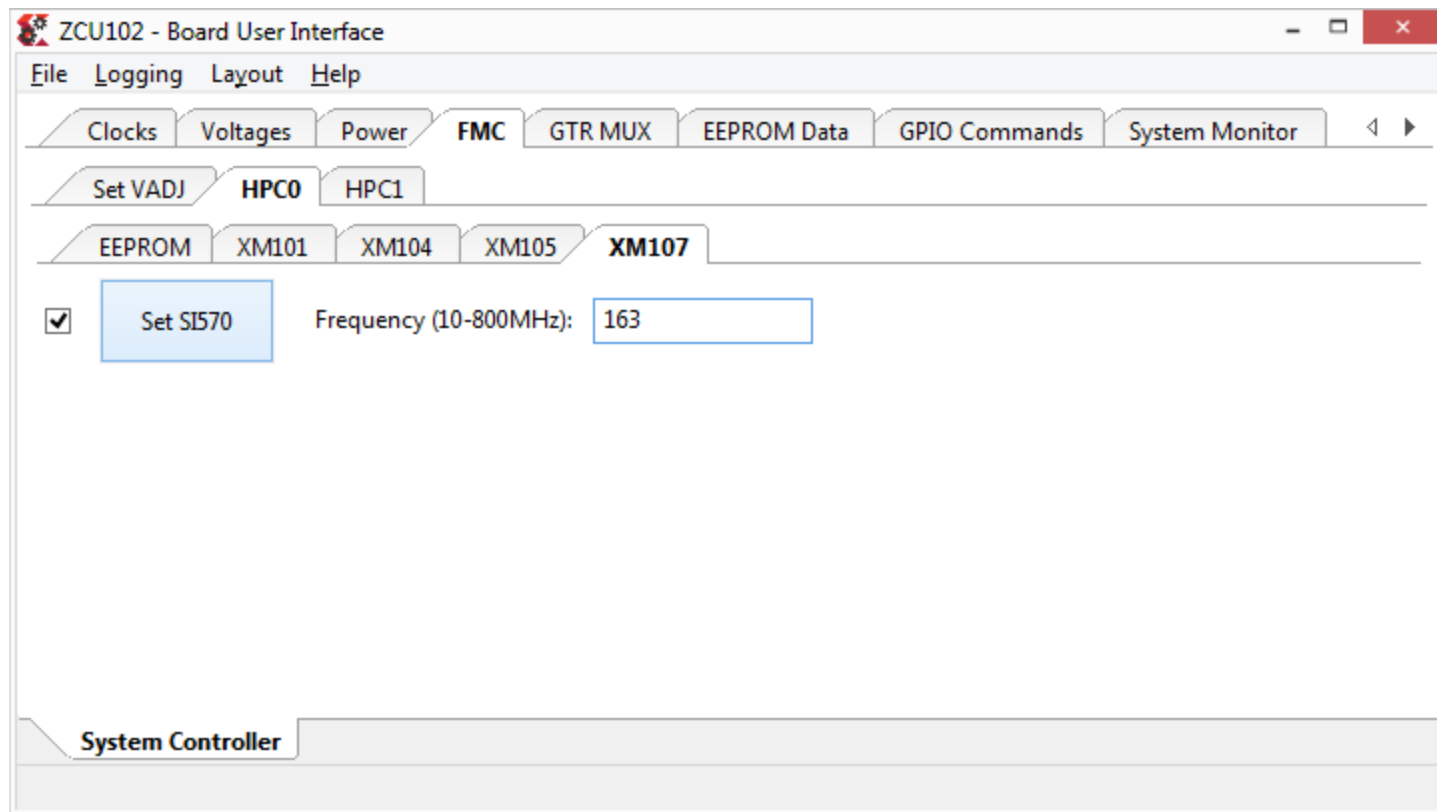 ZCU102 - Board User Interface
File Logging Layout Help
Clocks Voltages Power FMC GTR MUX EEPROM Data GPIO Commands System Monitor
Set VADJ HPC0 HPC1
EEPROM XM101 XM104 XM105 XM107
Set SI570 Frequency (10-800MHz): 163
System Controller